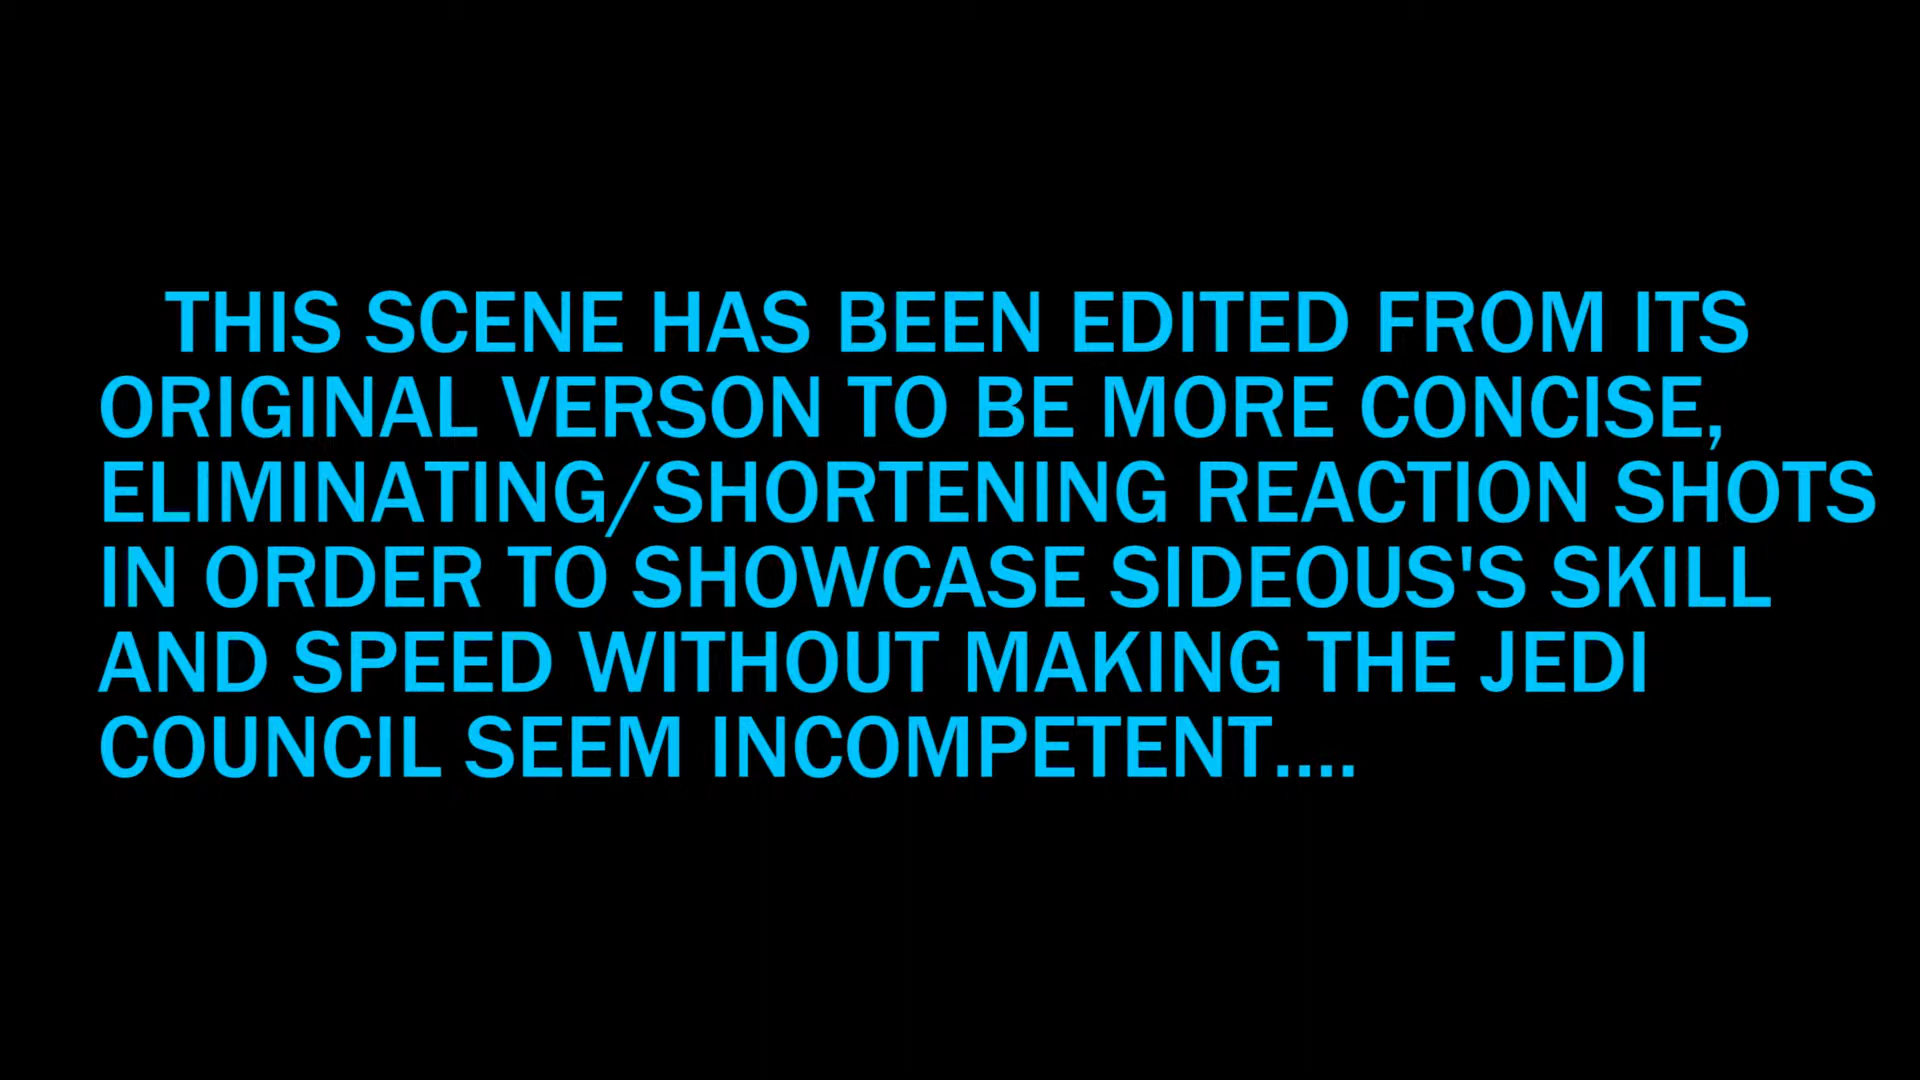 THIS SCENE HAS BEEN EDITED FROM ITS
ORIGINAL VERSON TO BE MORE CONCISE,
ELIMINATING/SHORTENING REACTION SHOTS
IN ORDER TO SHOWCASE SIDEOUS'S SKILL
AND SPEED WITHOUT MAKING THE JEDI
COUNCIL SEEM INCOMPETENT....